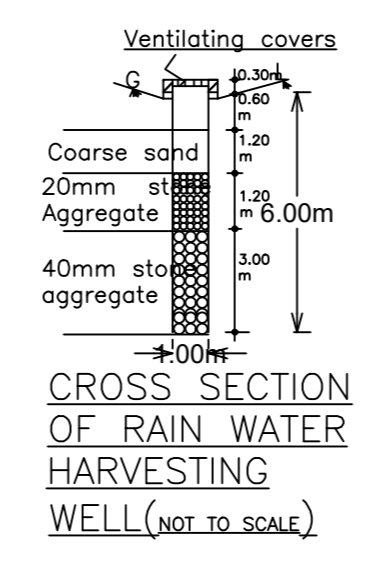 Ventilating covers
G L
0.30m
0.60
m
Coarse sand
1.20
m
20mm stone
Aggregate
1.20
m
6.00m
40mm stone
aggregate
3.00
m
1.00m
CROSS SECTION
OF RAIN WATER
HARVESTING
WELL(NOT TO SCALE)